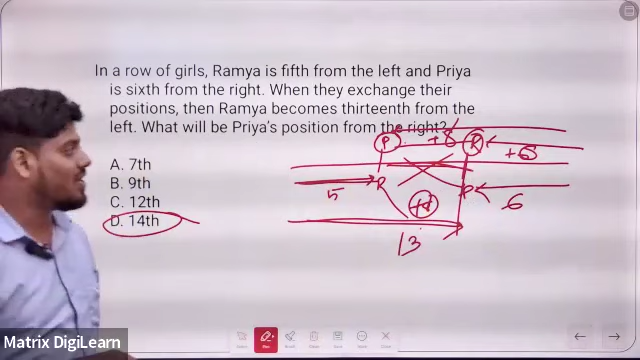 In a row of girls, Ramya is fifth from the left and Priya
is sixth from the right. When they exchange their
positions, then Ramya becomes thirteenth from the
left. What will be Priya's position from the right?
A. 7th
B. 9th
C. 12th
D. 14th
P +8 R
+6
5 R
6
13
Matrix DigiLearn